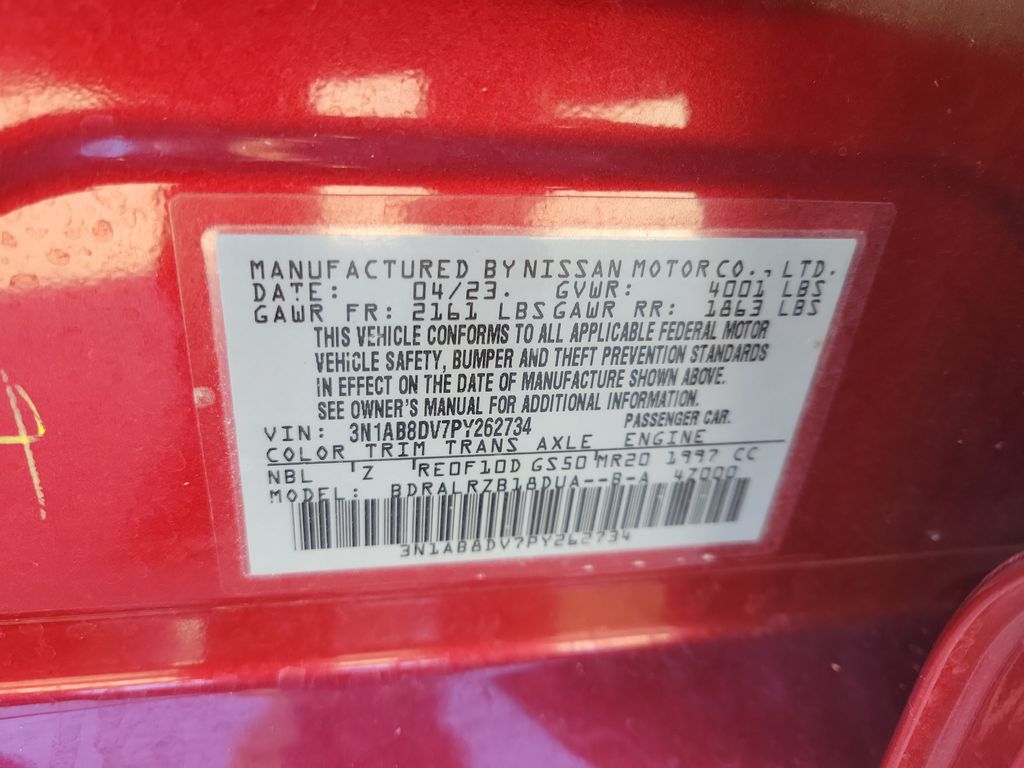 MANUFACTURED BY NISSAN MOTOR CO., LTD.
DATE: 04/23. GVWR: 4001 LBS
GAWR FR: 2161 LBS GAWR RR: 1863 LBS
THIS VEHICLE CONFORMS TO ALL APPLICABLE FEDERAL MOTOR
VEHICLE SAFETY, BUMPER AND THEFT PREVENTION STANDARDS
IN EFFECT ON THE DATE OF MANUFACTURE SHOWN ABOVE.
SEE OWNER'S MANUAL FOR ADDITIONAL INFORMATION.
VIN: 3N1AB8DV7PY262734 PASSENGER CAR.
COLOR TRIM TRANS AXLE ENGINE
NBL 'Z 'RE0F10D GS50'MR20 1997 CC
MODEL: BDRALRZB18DUA--B-A 47000
3N1AB8DV7PY262734